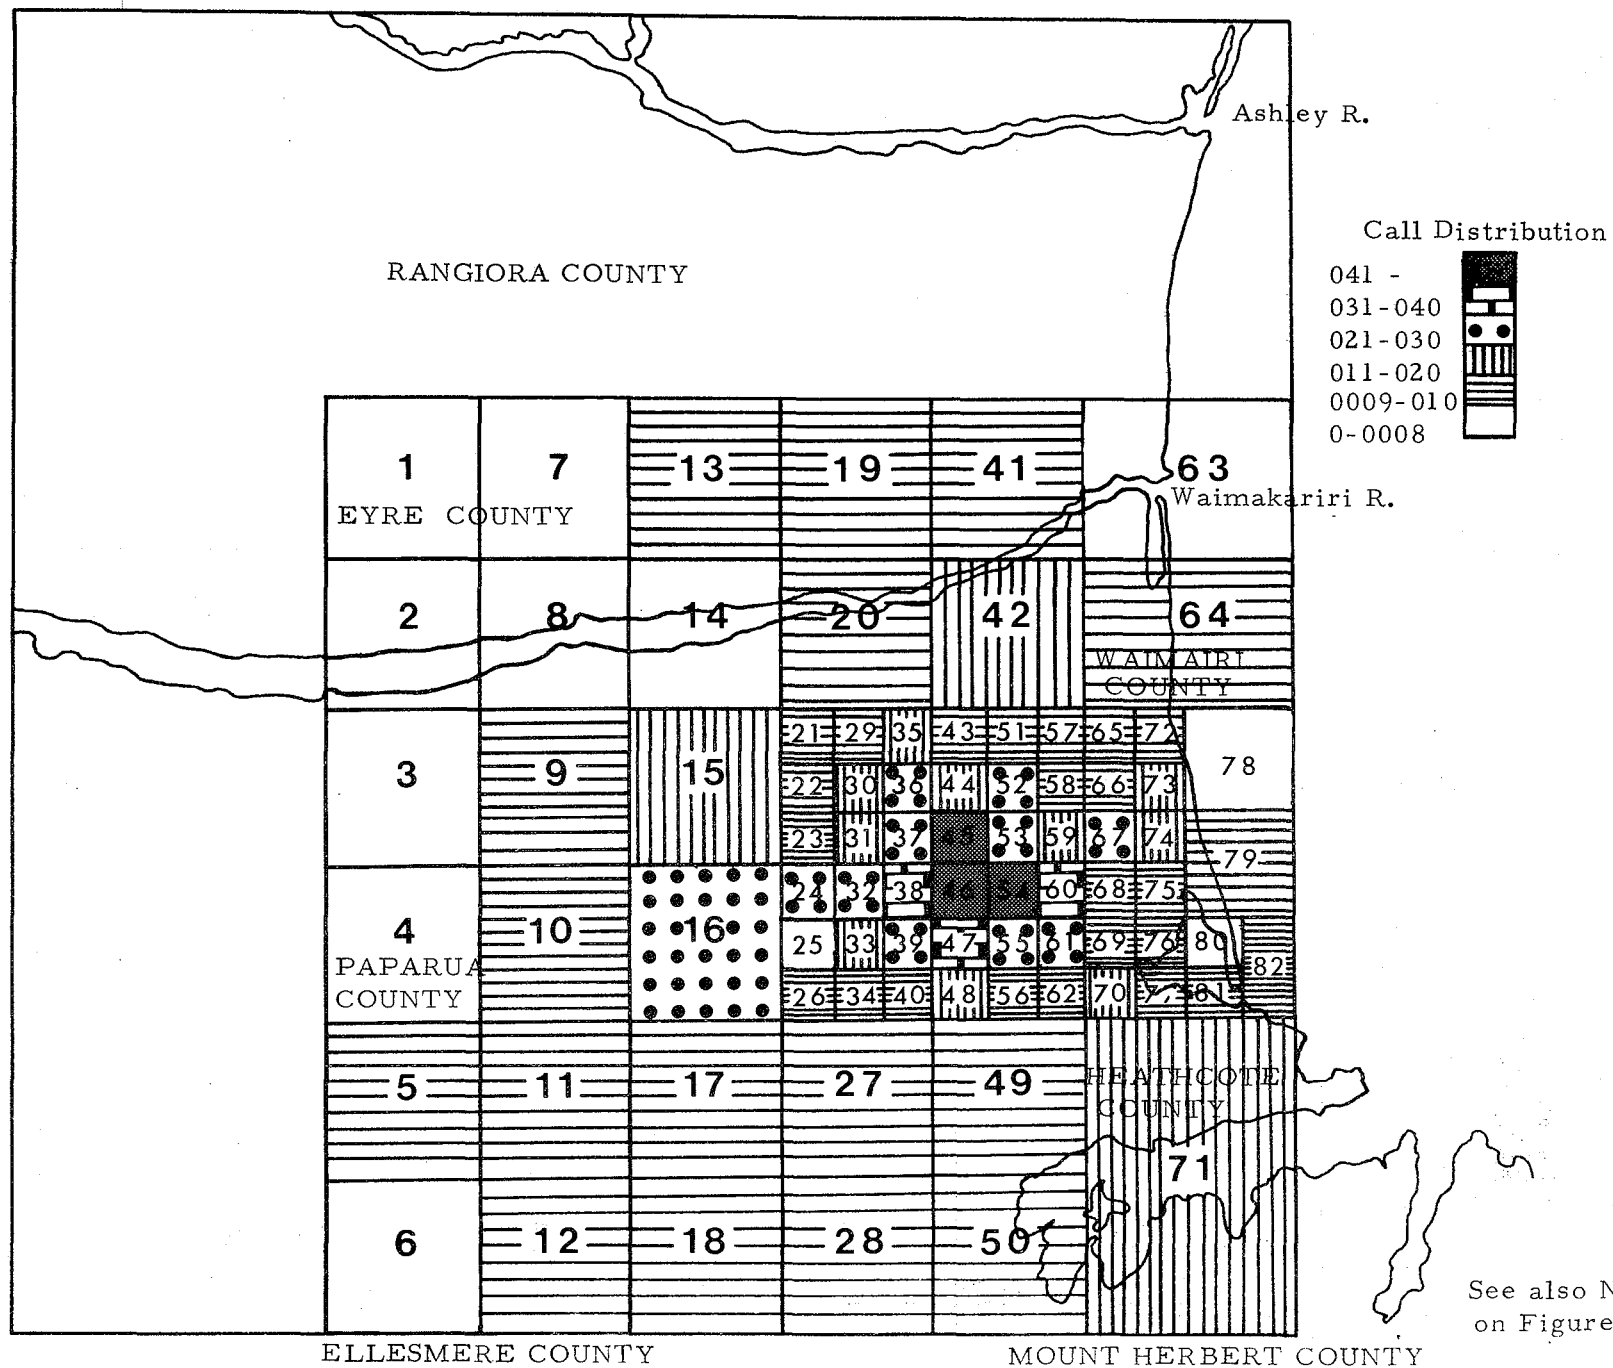 Ashley R.
Call Distribution
041 -
031-040
021-030
011-020
0009-010
0-0008
RANGIORA COUNTY
1 7 13 19 41 63
Waimakariri R.
EYRE COUNTY
2 8 14 20 42 64
WAIMAIRI
COUNTY
21 29 35 43 51 57 65 72
3 9 15 78
22 30 36 44 52 58 66 73
23 31 37 45 53 59 67 74
79
24 32 38 46 54 60 68 75
4 10 16
25 33 39 47 55 61 69 76 80
PAPARUA
COUNTY
82
26 34 40 48 56 62 70 77 81
5 11 17 27 49
HEATHCOTE
COUNTY
71
6 12 18 28 50
See also N
on Figure
ELLESMERE COUNTY
MOUNT HERBERT COUNTY